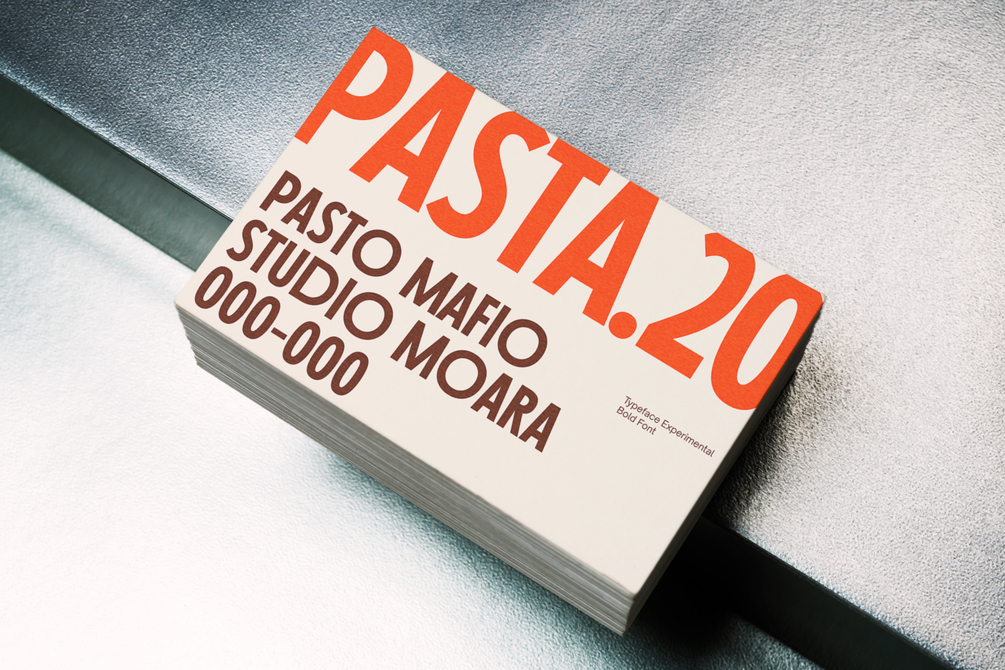 PASTA.20
PASTO MAFIO
STUDIO MOARA
000-000
Typeface Experimental
Bold Font